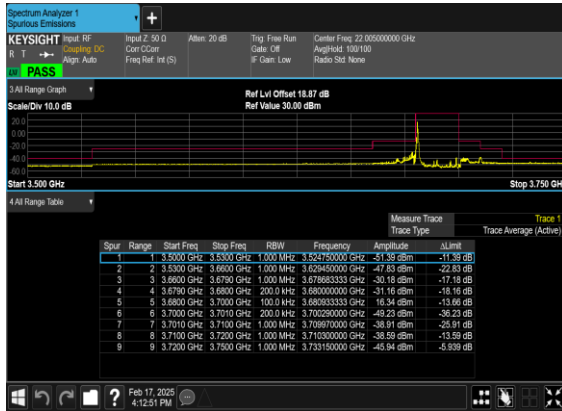 Spectrum Analyzer 1
Spurious Emissions
+
KEYSIGHT Input: RF Input Z: 50 Ω Atten: 20 dB Trig: Free Run Center Freq: 22.005000000 GHz
R T Coupling: DC Corr CCorr Gate: Off Avg|Hold: 100/100
Align: Auto Freq Ref: Int (S) IF Gain: Low Radio Std: None
PASS
3 All Range Graph
Ref Lvl Offset 18.87 dB
Scale/Div 10.0 dB Ref Value 30.00 dBm
20.0
0.00
-20.0
-40.0
-60.0
Start 3.500 GHz Stop 3.750 GH
4 All Range Table
Measure Trace Trace 1
Trace Type Trace Average (Active)
Spur Range Start Freq Stop Freq RBW Frequency Amplitude ΔLimit
1 1 3.5000 GHz 3.5300 GHz 1.000 MHz 3.524750000 GHz -51.39 dBm -11.39 dB
2 2 3.5300 GHz 3.6600 GHz 1.000 MHz 3.629450000 GHz -47.83 dBm -22.83 dB
3 3 3.6600 GHz 3.6790 GHz 1.000 MHz 3.678683333 GHz -30.18 dBm -17.18 dB
4 4 3.6790 GHz 3.6800 GHz 200.0 kHz 3.680000000 GHz -31.16 dBm -18.16 dB
5 5 3.6800 GHz 3.7000 GHz 100.0 kHz 3.680933333 GHz 16.34 dBm -13.66 dB
6 6 3.7000 GHz 3.7010 GHz 200.0 kHz 3.700290000 GHz -49.23 dBm -36.23 dB
7 7 3.7010 GHz 3.7100 GHz 1.000 MHz 3.709970000 GHz -38.91 dBm -25.91 dB
8 8 3.7100 GHz 3.7200 GHz 1.000 MHz 3.710300000 GHz -38.59 dBm -13.59 dB
9 9 3.7200 GHz 3.7500 GHz 1.000 MHz 3.733150000 GHz -45.94 dBm -5.939 dB
? Feb 17, 2025
4:12:51 PM